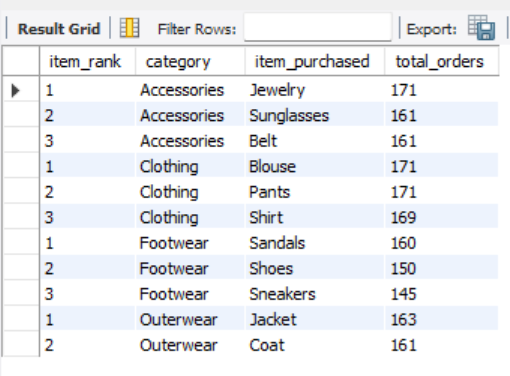 Result Grid Filter Rows: Export:
item_rank category item_purchased total_orders
1 Accessories Jewelry 171
2 Accessories Sunglasses 161
3 Accessories Belt 161
1 Clothing Blouse 171
2 Clothing Pants 171
3 Clothing Shirt 169
1 Footwear Sandals 160
2 Footwear Shoes 150
3 Footwear Sneakers 145
1 Outerwear Jacket 163
2 Outerwear Coat 161